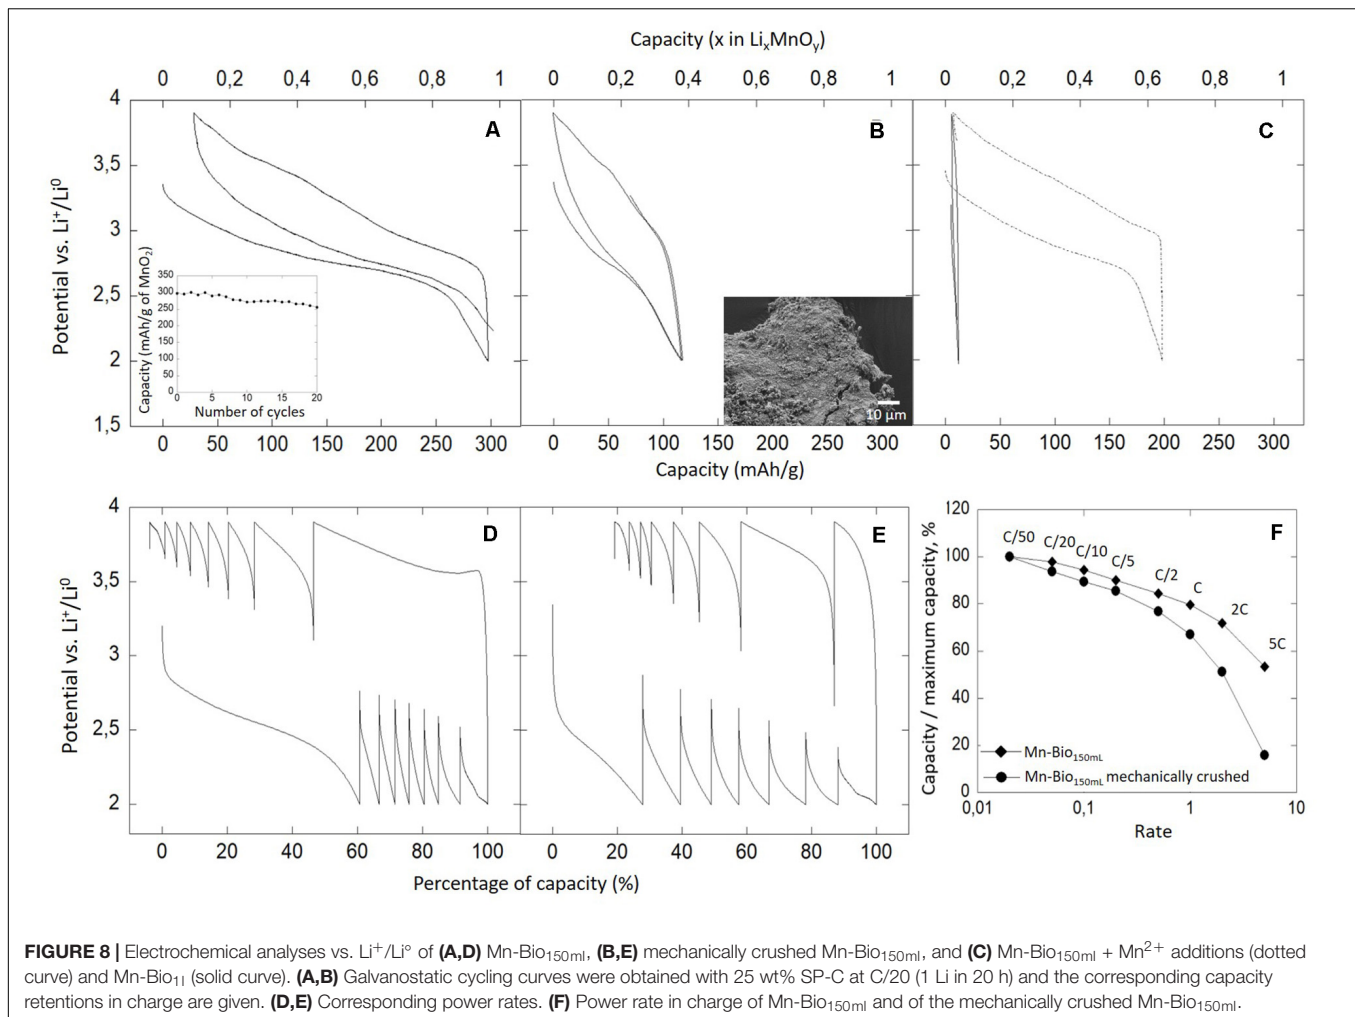 Capacity (x in LixMnOy)
0 0,2 0,4 0,6 0,8 1 0 0,2 0,4 0,6 0,8 1 0 0,2 0,4 0,6 0,8 1
Potential vs. Li+/Li0
4
3,5
3
2,5
2
1,5
A
B
C
Capacity (mAh/g of MnO2)
350
300
250
200
150
100
50
0
0 5 10 15 20
Number of cycles
10 µm
0 50 100 150 200 250 300 0 50 100 150 200 250 300 0 50 100 150 200 250 300
Capacity (mAh/g)
Potential vs. Li+/Li0
4
3,5
3
2,5
2
D
E
0 20 40 60 80 100 0 20 40 60 80 100
Percentage of capacity (%)
Capacity / maximum capacity, %
120
100
80
60
40
20
0
F
C/50
C/20
C/10
C/5
C/2
C
2C
5C
Mn-Bio150mL
Mn-Bio150mL mechanically crushed
0,01 0,1 1 10
Rate
FIGURE 8 | Electrochemical analyses vs. Li+/Li° of (A,D) Mn-Bio150ml, (B,E) mechanically crushed Mn-Bio150ml, and (C) Mn-Bio150ml + Mn2+ additions (dotted
curve) and Mn-Bio1l (solid curve). (A,B) Galvanostatic cycling curves were obtained with 25 wt% SP-C at C/20 (1 Li in 20 h) and the corresponding capacity
retentions in charge are given. (D,E) Corresponding power rates. (F) Power rate in charge of Mn-Bio150ml and of the mechanically crushed Mn-Bio150ml.